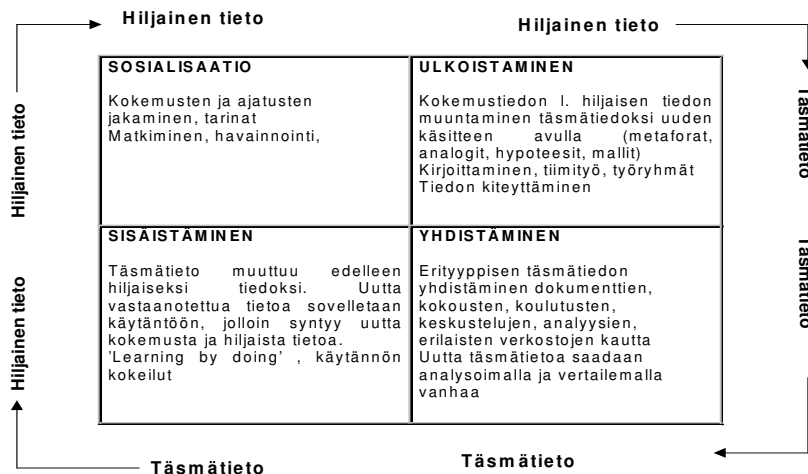 Hiljainen tieto
Hiljainen tieto
Hiljainen tieto
SOSIALISAATIO
Kokemusten ja ajatusten
jakaminen, tarinat
Matkiminen, havainnointi,
ULKOISTAMINEN
Kokemustiedon l. hiljaisen tiedon
muuntaminen täsmätiedoksi uuden
käsitteen avulla (metaforat,
analogit, hypoteesit, mallit)
Kirjoittaminen, tiimityö, työryhmät
Tiedon kiteyttäminen
Täsmätieto
Hiljainen tieto
SISÄISTÄMINEN
Täsmätieto muuttuu edelleen
hiljaiseksi tiedoksi. Uutta
vastaanotettua tietoa sovelletaan
käytäntöön, jolloin syntyy uutta
kokemusta ja hiljaista tietoa.
'Learning by doing' , käytännön
kokeilut
YHDISTÄMINEN
Erityyppisen täsmätiedon
yhdistäminen dokumenttien,
kokousten, koulutusten,
keskustelujen, analyysien,
erilaisten verkostojen kautta
Uutta täsmätietoa saadaan
analysoimalla ja vertailemalla
vanhaa
Täsmätieto
Täsmätieto
Täsmätieto